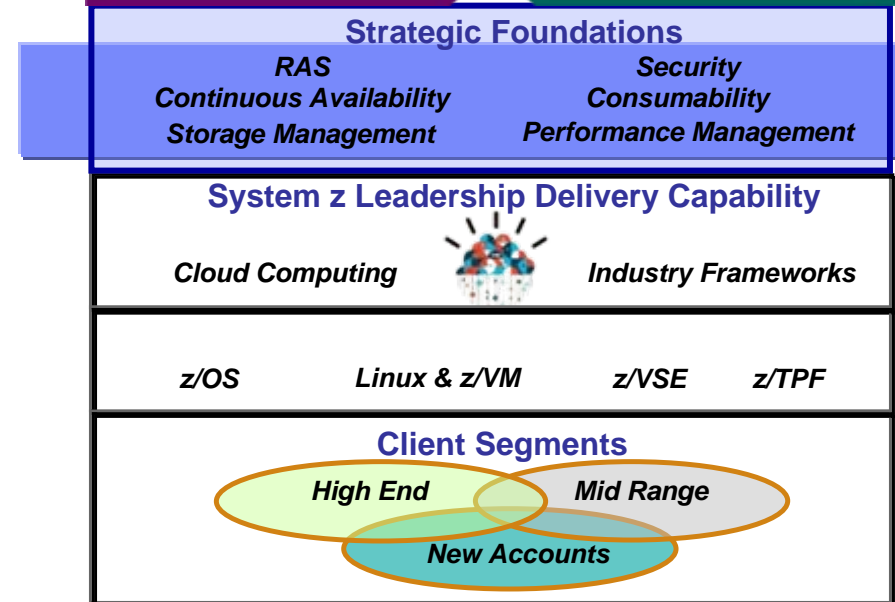 Strategic Foundations
RAS
Security
Continuous Availability
Consumability
Storage Management
Performance Management
System z Leadership Delivery Capability
Cloud Computing
Industry Frameworks
z/OS
Linux & z/VM
z/VSE
z/TPF
Client Segments
High End
Mid Range
New Accounts